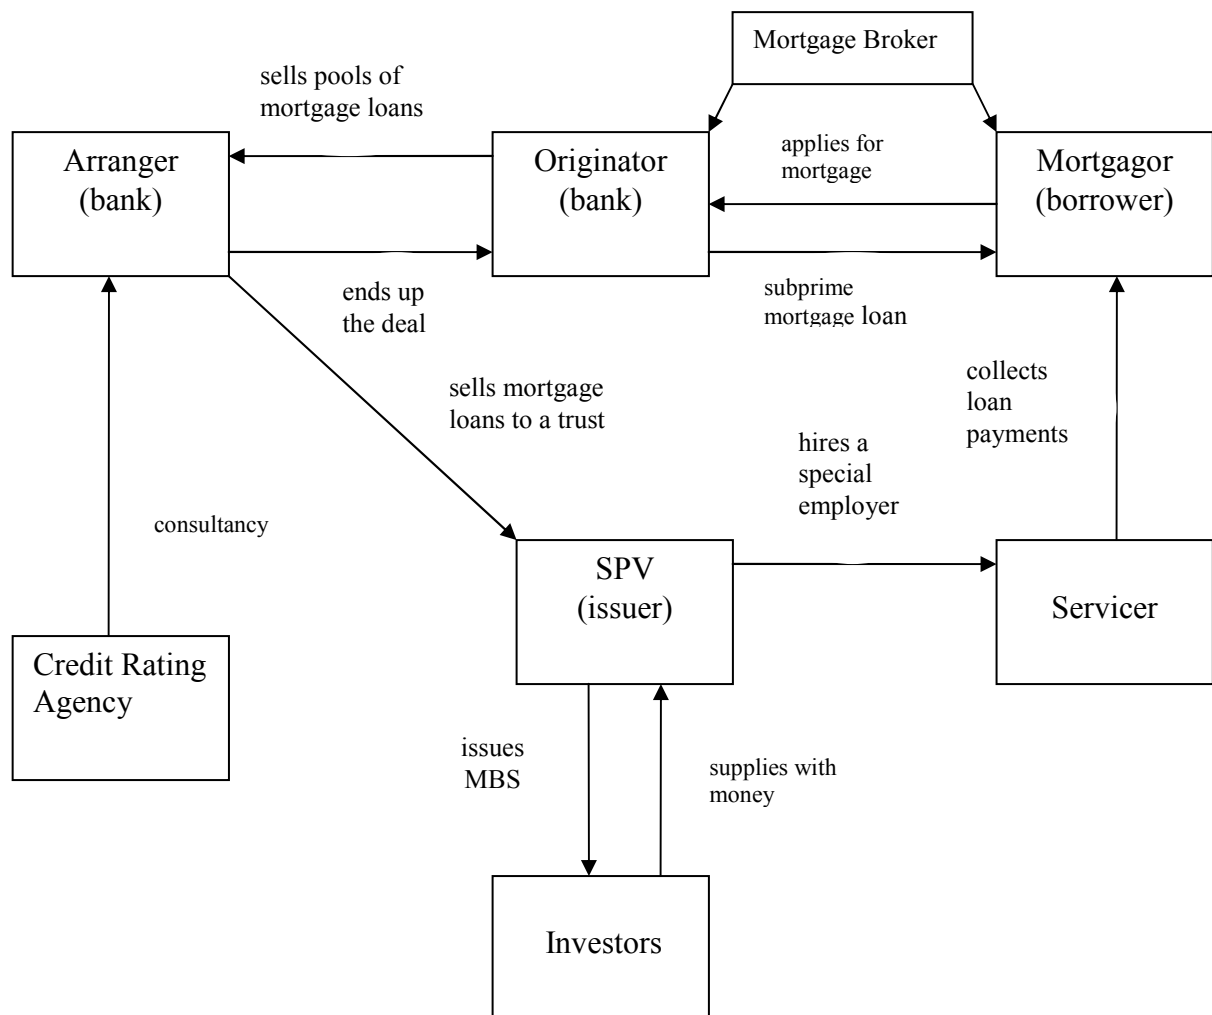 Mortgage Broker
sells pools of
mortgage loans
Arranger
(bank)
Originator
(bank)
applies for
mortgage
Mortgagor
(borrower)
ends up
the deal
subprime
mortgage loan
sells mortgage
loans to a trust
collects
loan
payments
hires a
special
employer
consultancy
SPV
(issuer)
Servicer
Credit Rating
Agency
issues
MBS
supplies with
money
Investors